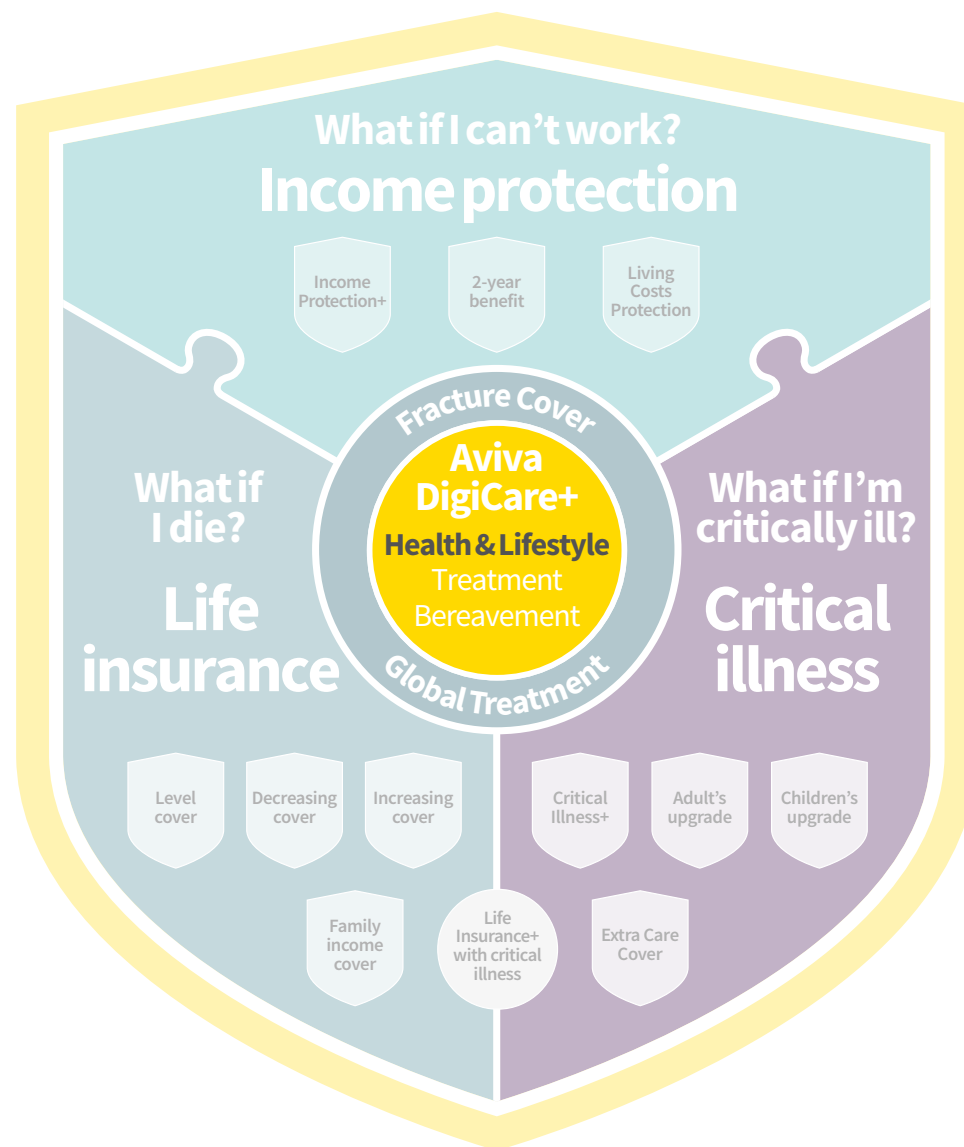 What if I can’t work?
Income protection
Income
Protection+
2-year
benefit
Living
Costs
Protection
Fracture Cover
Aviva
DigiCare+
Health & Lifestyle
Treatment
Bereavement
Global Treatment
What if
I die?
Life
insurance
What if I’m
critically ill?
Critical
illness
Level
cover
Decreasing
cover
Increasing
cover
Critical
Illness+
Adult’s
upgrade
Children’s
upgrade
Family
income
cover
Life
Insurance+
with critical
illness
Extra Care
Cover